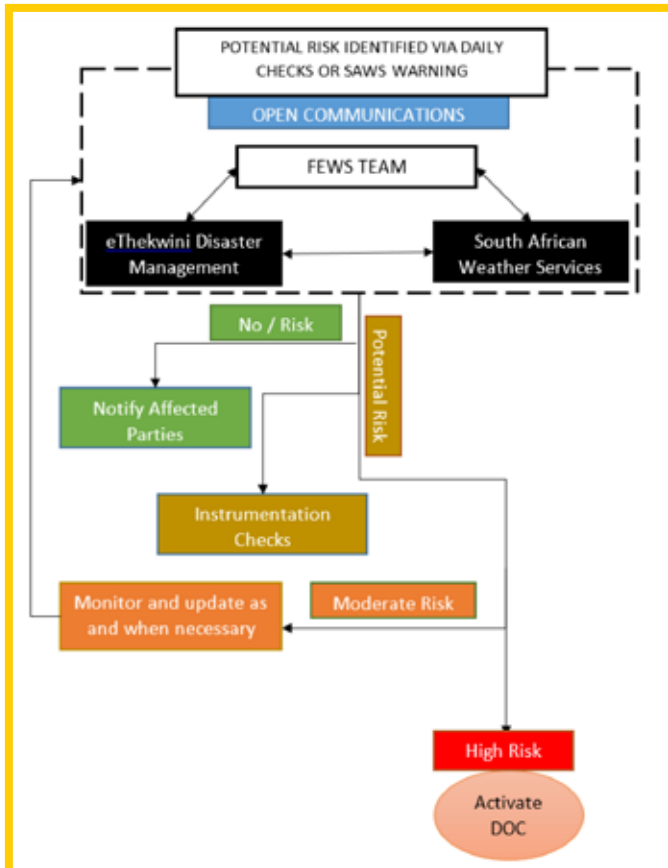 POTENTIAL RISK IDENTIFIED VIA DAILY
CHECKS OR SAWS WARNING
OPEN COMMUNICATIONS
FEWS TEAM
eThekwini Disaster
Management
South African
Weather Services
No / Risk
Potential Risk
Notify Affected
Parties
Instrumentation
Checks
Monitor and update as
and when necessary
Moderate Risk
High Risk
Activate
DOC